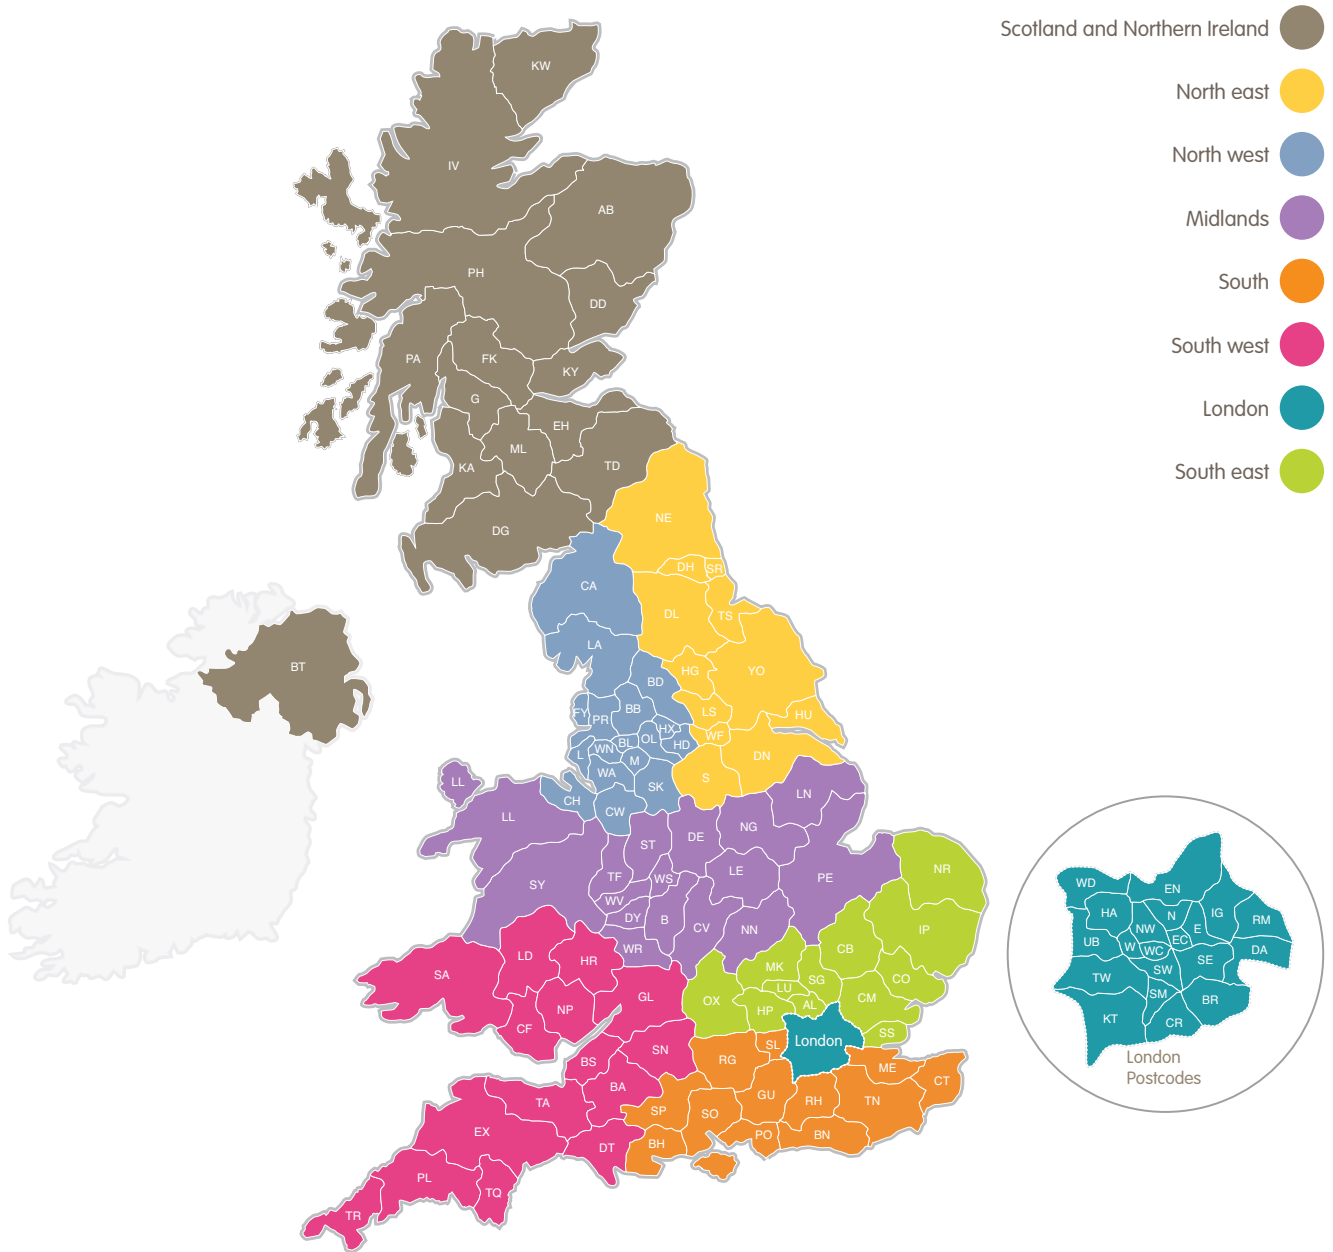 Scotland and Northern Ireland
North east
North west
Midlands
South
South west
London
South east
KW
IV
AB
PH
DD
PA
FK
KY
G
EH
ML
KA
TD
DG
NE
DH
SR
CA
DL
TS
LA
BT
HG
YO
BD
FY
PR
BB
LS
HU
HX
WF
OL
HD
BL
WN
L
M
DN
WA
S
SK
LL
LN
CH
CW
LL
NG
DE
ST
LE
NR
PE
TF
WS
SY
WV
DY
B
CV
NN
IP
WR
CB
LD
HR
SA
MK
SG
CO
LU
GL
OX
HP
AL
CM
NP
CF
SS
London
SL
SN
RG
BS
ME
CT
BA
GU
RH
TN
TA
SP
SO
EX
PO
BN
BH
DT
PL
TQ
TR
WD
EN
HA
N
IG
RM
NW
E
UB
W
WC
EC
DA
SE
SW
TW
SM
BR
KT
CR
London
Postcodes